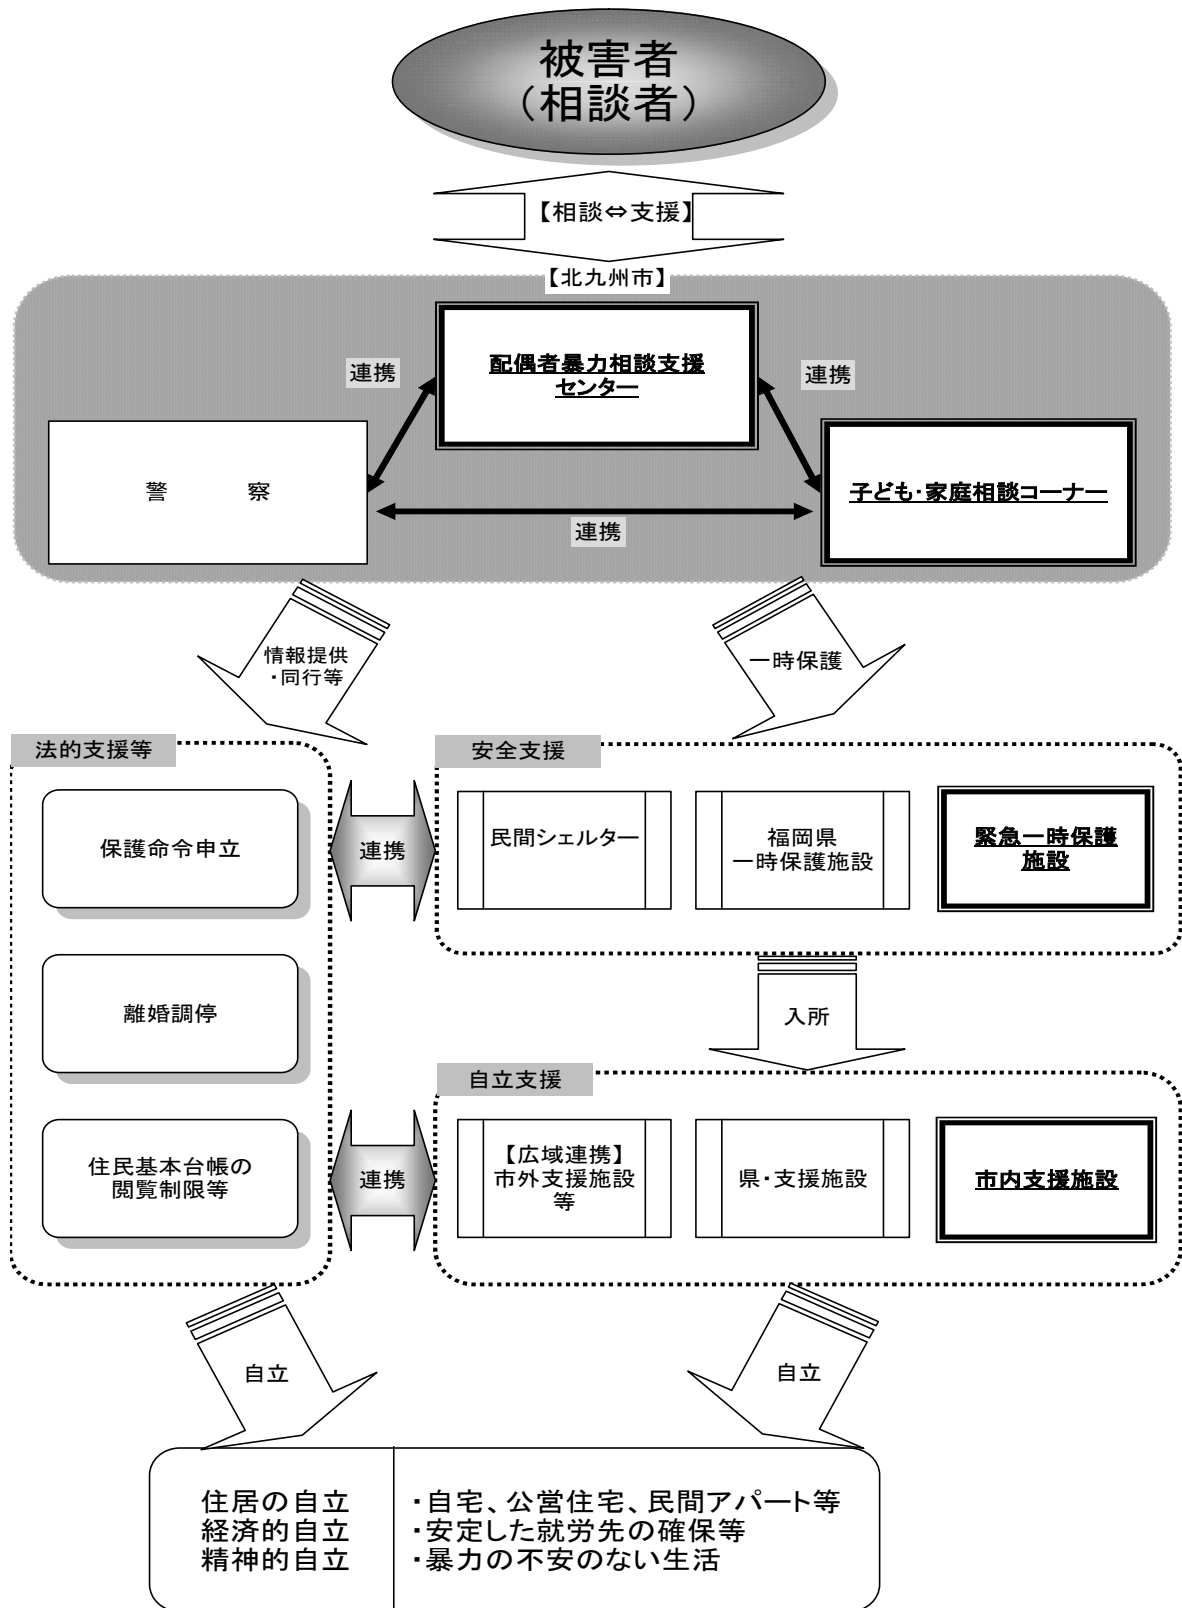 被害者
（相談者）
【相談⇔支援】
【北九州市】
配偶者暴力相談支援
センター
連携
連携
警　　察
子ども・家庭相談コーナー
連携
情報提供
・同行等
一時保護
法的支援等
安全支援
保護命令申立
連携
民間シェルター
福岡県
一時保護施設
緊急一時保護
施設
離婚調停
入所
自立支援
住民基本台帳の
閲覧制限等
連携
【広域連携】
市外支援施設
等
県・支援施設
市内支援施設
自立
自立
住居の自立　・自宅、公営住宅、民間アパート等
経済的自立　・安定した就労先の確保等
精神的自立　・暴力の不安のない生活